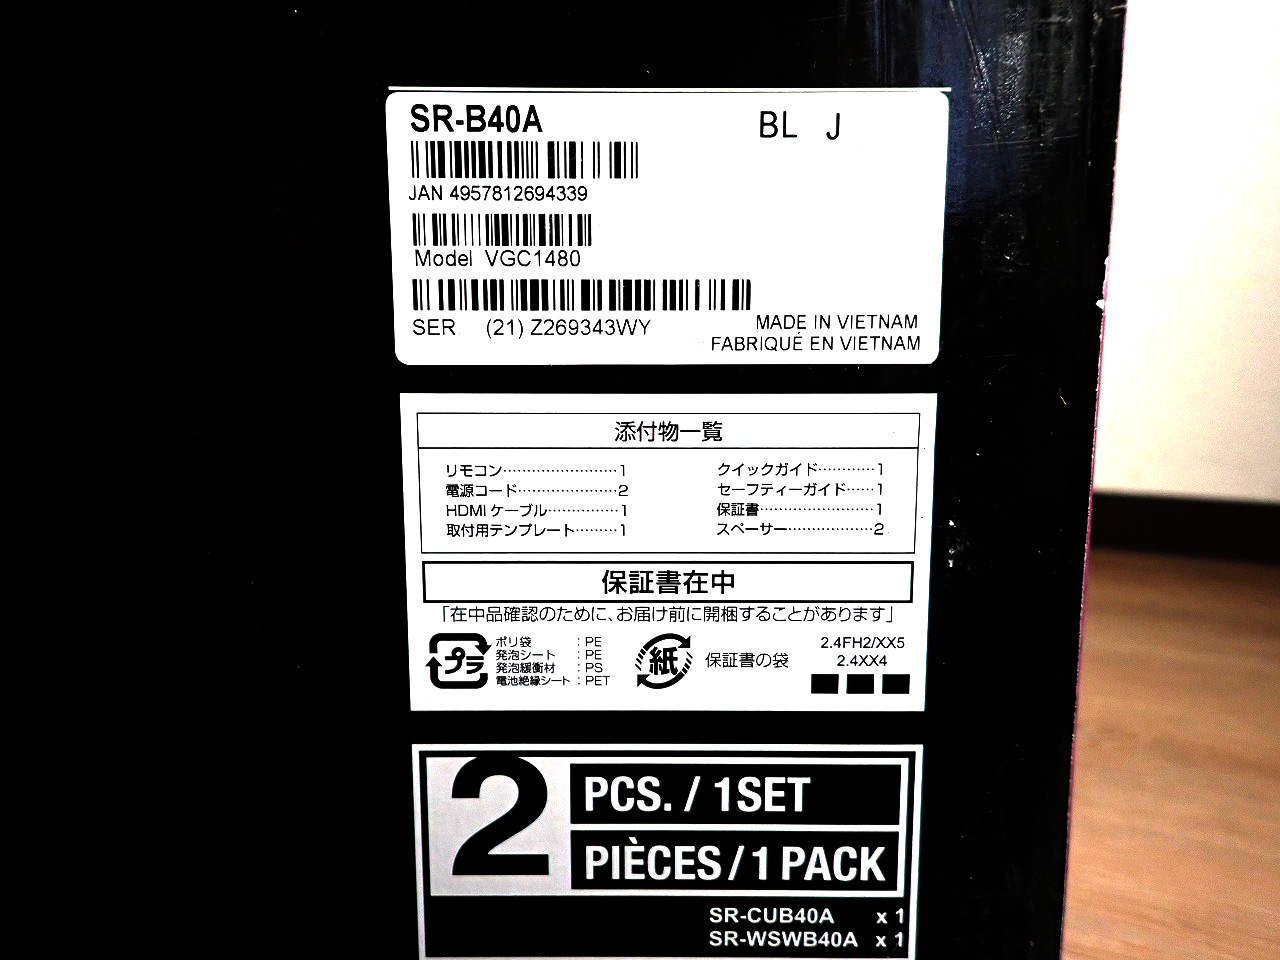 SR-B40A
BL J
JAN 4957812694339
Model VGC1480
SER (21) Z269343WY
MADE IN VIETNAM
FABRIQUÉ EN VIETNAM
添付物一覧
リモコン……………………1
電源コード…………………2
HDMIケーブル……………1
取付用テンプレート………1
クイックガイド…………1
セーフティーガイド……1
保証書……………………1
スペーサー………………2
保証書在中
「在中品確認のために、お届け前に開梱することがあります」
プラ
ポリ袋 : PE
発泡シート : PE
発泡緩衝材 : PS
電池絶縁シート : PET
紙
保証書の袋
2.4FH2/XX5
2.4XX4
2
PCS. / 1SET
PIÈCES / 1 PACK
SR-CUB40A x 1
SR-WSWB40A x 1